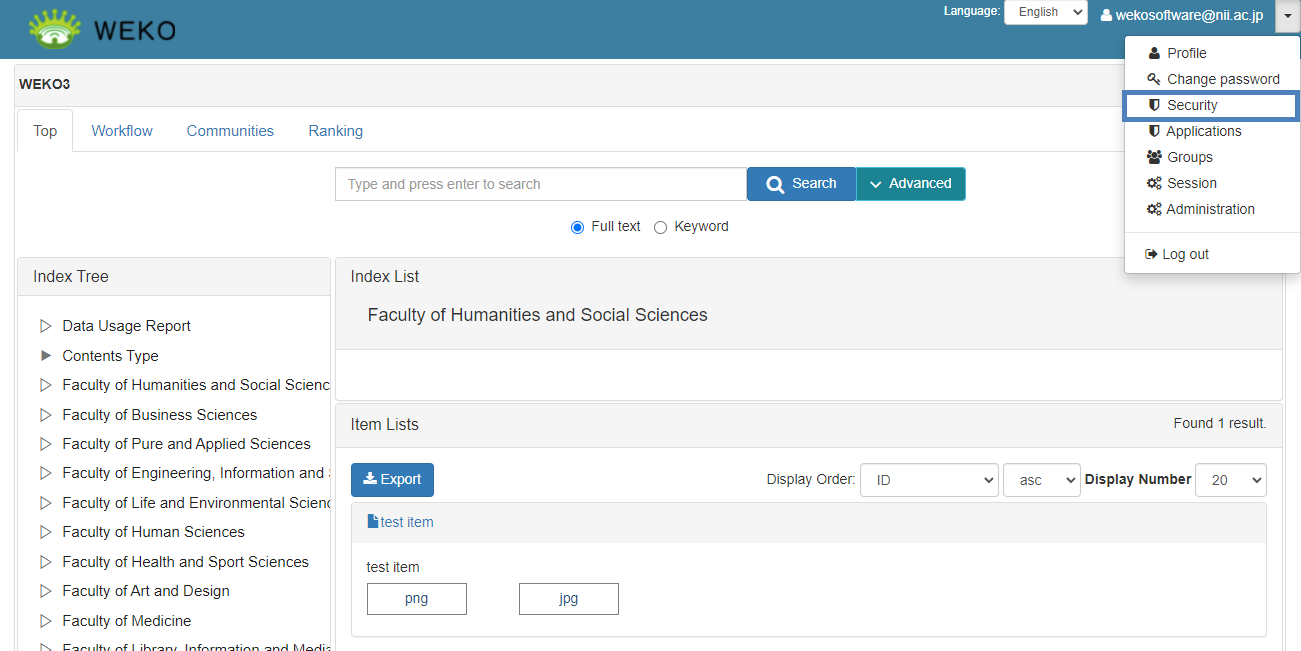 WEKO
Language: English wekosoftware@nii.ac.jp
Profile
Change password
Security
Applications
Groups
Session
Administration
Log out
WEKO3
Top Workflow Communities Ranking
Type and press enter to search Search Advanced
Full text Keyword
Index Tree
Data Usage Report
Contents Type
Faculty of Humanities and Social Scienc
Faculty of Business Sciences
Faculty of Pure and Applied Sciences
Faculty of Engineering, Information and
Faculty of Life and Environmental Scienc
Faculty of Human Sciences
Faculty of Health and Sport Sciences
Faculty of Art and Design
Faculty of Medicine
Faculty of Library, Information and Media
Index List
Faculty of Humanities and Social Sciences
Item Lists Found 1 result.
Export Display Order: ID asc Display Number 20
test item
test item
png jpg